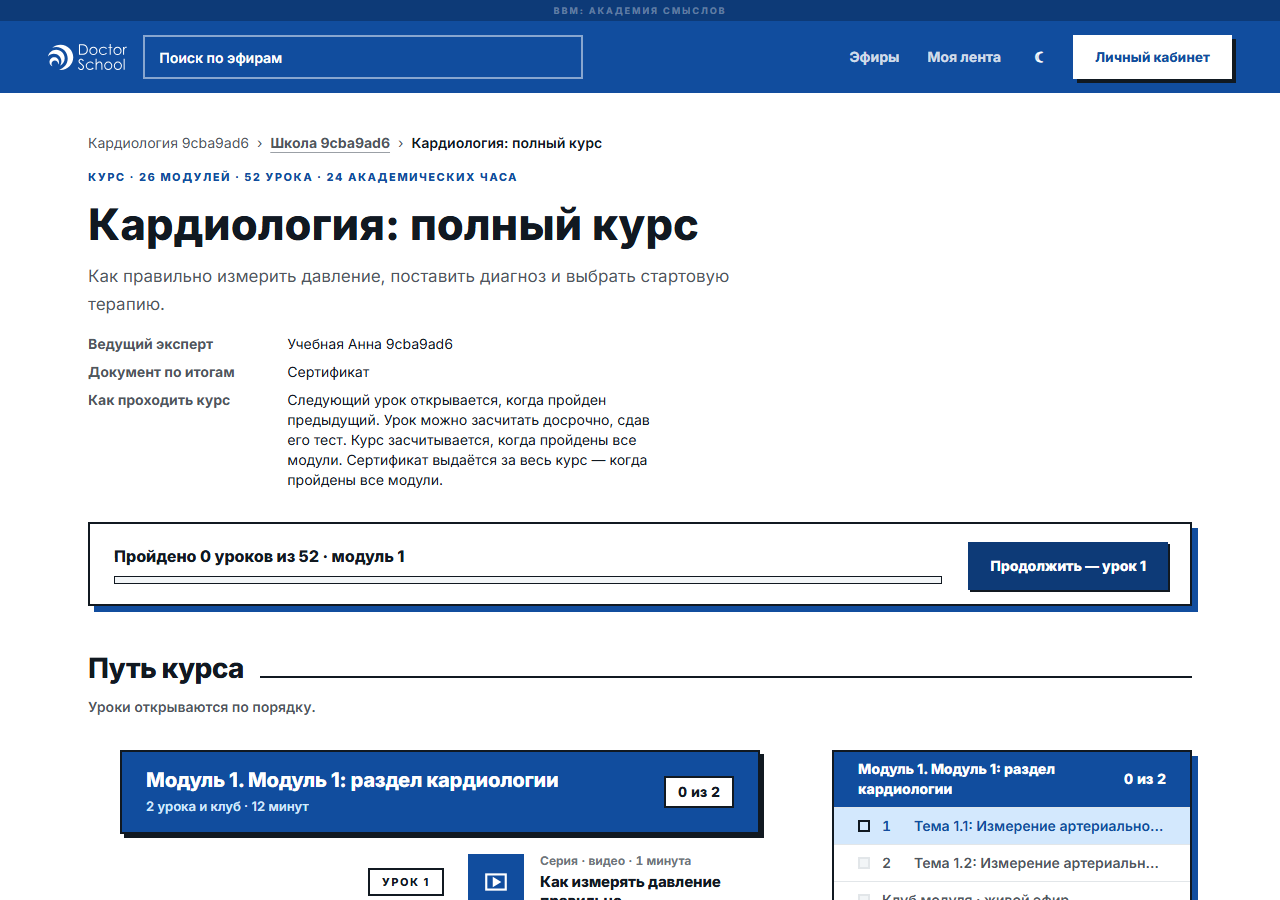 ВВМ: АКАДЕМИЯ СМЫСЛОВ
Doctor
School
Поиск по эфирам
Эфиры
Моя лента
Личный кабинет
Кардиология 9cba9ad6 › Школа 9cba9ad6 › Кардиология: полный курс
КУРС · 26 МОДУЛЕЙ · 52 УРОКА · 24 АКАДЕМИЧЕСКИХ ЧАСА
Кардиология: полный курс
Как правильно измерить давление, поставить диагноз и выбрать стартовую
терапию.
Ведущий эксперт
Учебная Анна 9cba9ad6
Документ по итогам
Сертификат
Как проходить курс
Следующий урок открывается, когда пройден
предыдущий. Урок можно засчитать досрочно, сдав
его тест. Курс засчитывается, когда пройдены все
модули. Сертификат выдаётся за весь курс — когда
пройдены все модули.
Пройдено 0 уроков из 52 · модуль 1
Продолжить — урок 1
Путь курса
Уроки открываются по порядку.
Модуль 1. Модуль 1: раздел кардиологии
2 урока и клуб · 12 минут
0 из 2
УРОК 1
Серия · видео · 1 минута
Как измерять давление
правильно
Модуль 1. Модуль 1: раздел
кардиологии
0 из 2
1 Тема 1.1: Измерение артериально...
2 Тема 1.2: Измерение артериальн...
Клуб модуля · живой эфир